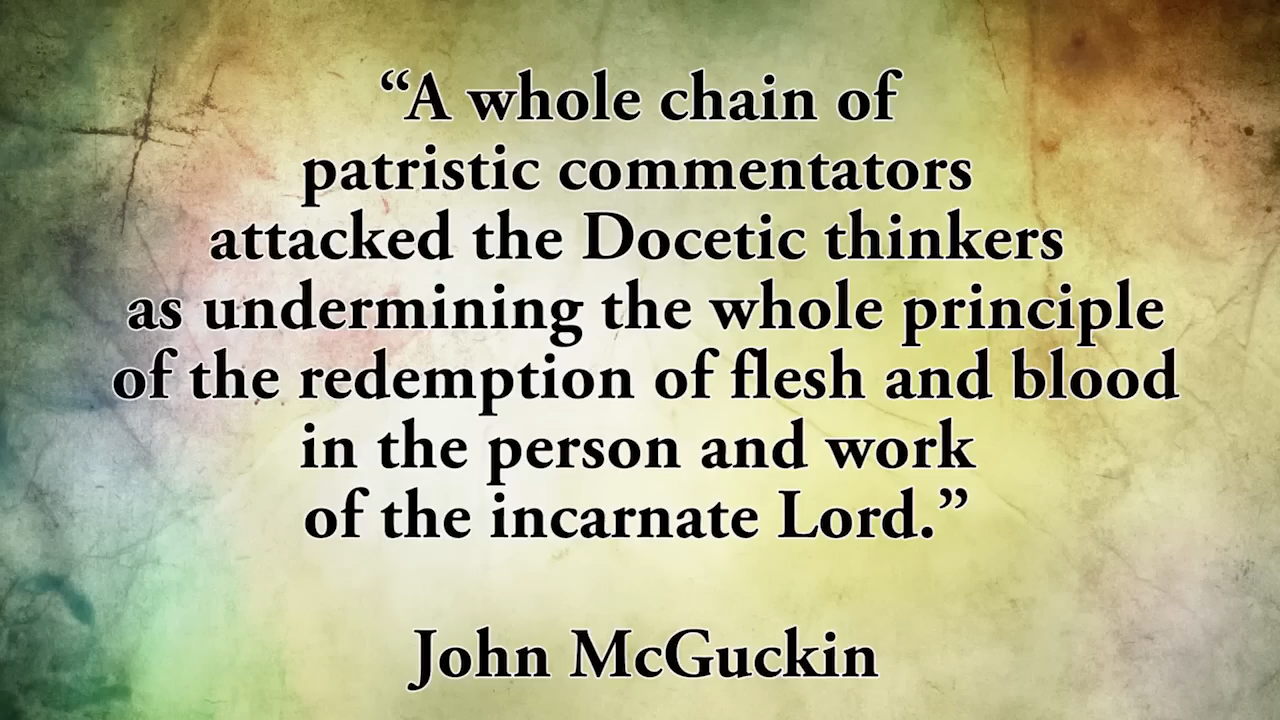 “A whole chain of
patristic commentators
attacked the Docetic thinkers
as undermining the whole principle
of the redemption of flesh and blood
in the person and work
of the incarnate Lord.”
John McGuckin